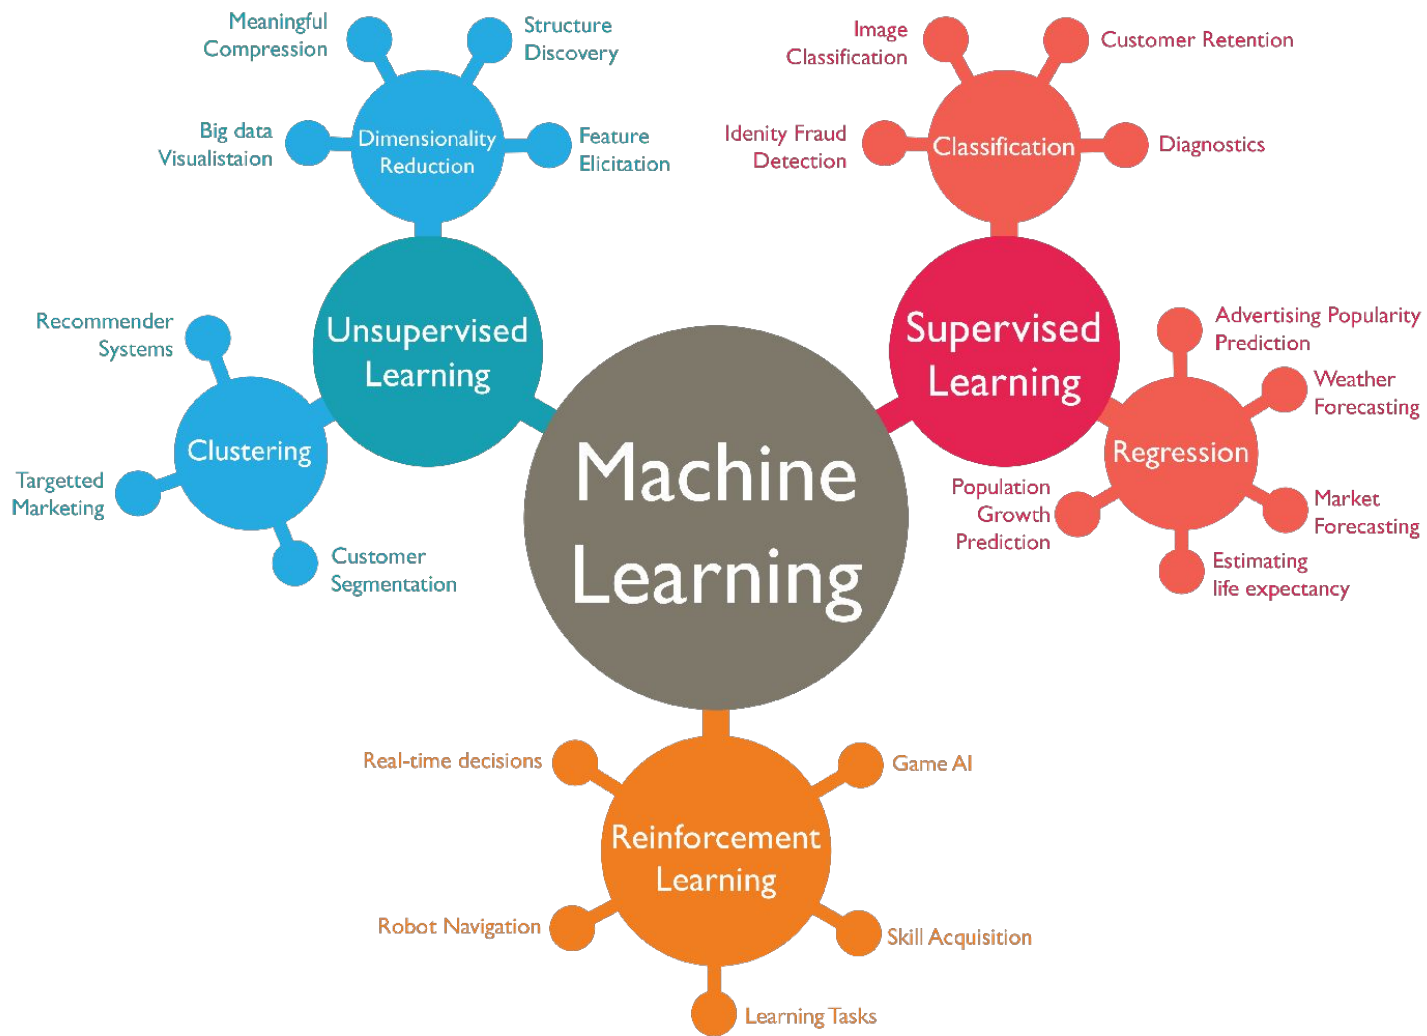 Meaningful
Compression
Structure
Discovery
Big data
Visualistaion
Dimensionality
Reduction
Feature
Elicitation
Image
Classification
Customer Retention
Idenity Fraud
Detection
Classification
Diagnostics
Recommender
Systems
Unsupervised
Learning
Clustering
Targetted
Marketing
Customer
Segmentation
Supervised
Learning
Advertising Popularity
Prediction
Weather
Forecasting
Regression
Population
Growth
Prediction
Market
Forecasting
Estimating
life expectancy
Machine
Learning
Real-time decisions
Game AI
Reinforcement
Learning
Robot Navigation
Skill Acquisition
Learning Tasks